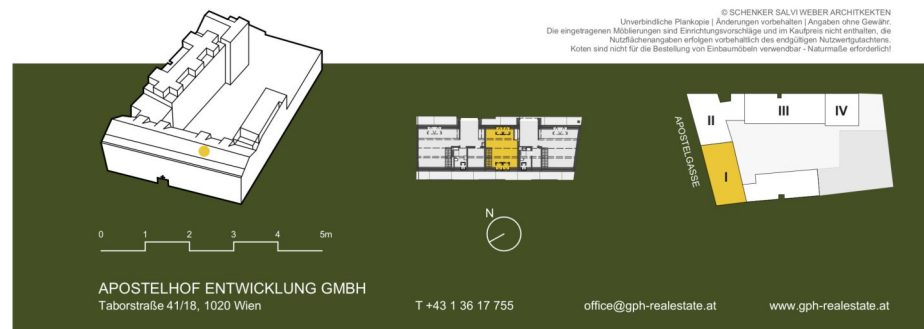 © SCHENKER SALVI WEBER ARCHITKEKTEN
Unverbindliche Plankopie | Änderungen vorbehalten | Angaben ohne Gewähr.
Die eingetragenen Möblierungen sind Einrichtungsvorschläge und im Kaufpreis nicht enthalten, die
Nutzflächenangaben erfolgen vorbehaltlich des endgültigen Nutzwertgutachtens.
Koten sind nicht für die Bestellung von Einbaumöbeln verwendbar - Naturmaße erforderlich!
II
III
IV
APOSTELGASSE
I
N
0 1 2 3 4 5m
APOSTELHOF ENTWICKLUNG GMBH
Taborstraße 41/18, 1020 Wien
T +43 1 36 17 755
office@gph-realestate.at
www.gph-realestate.at